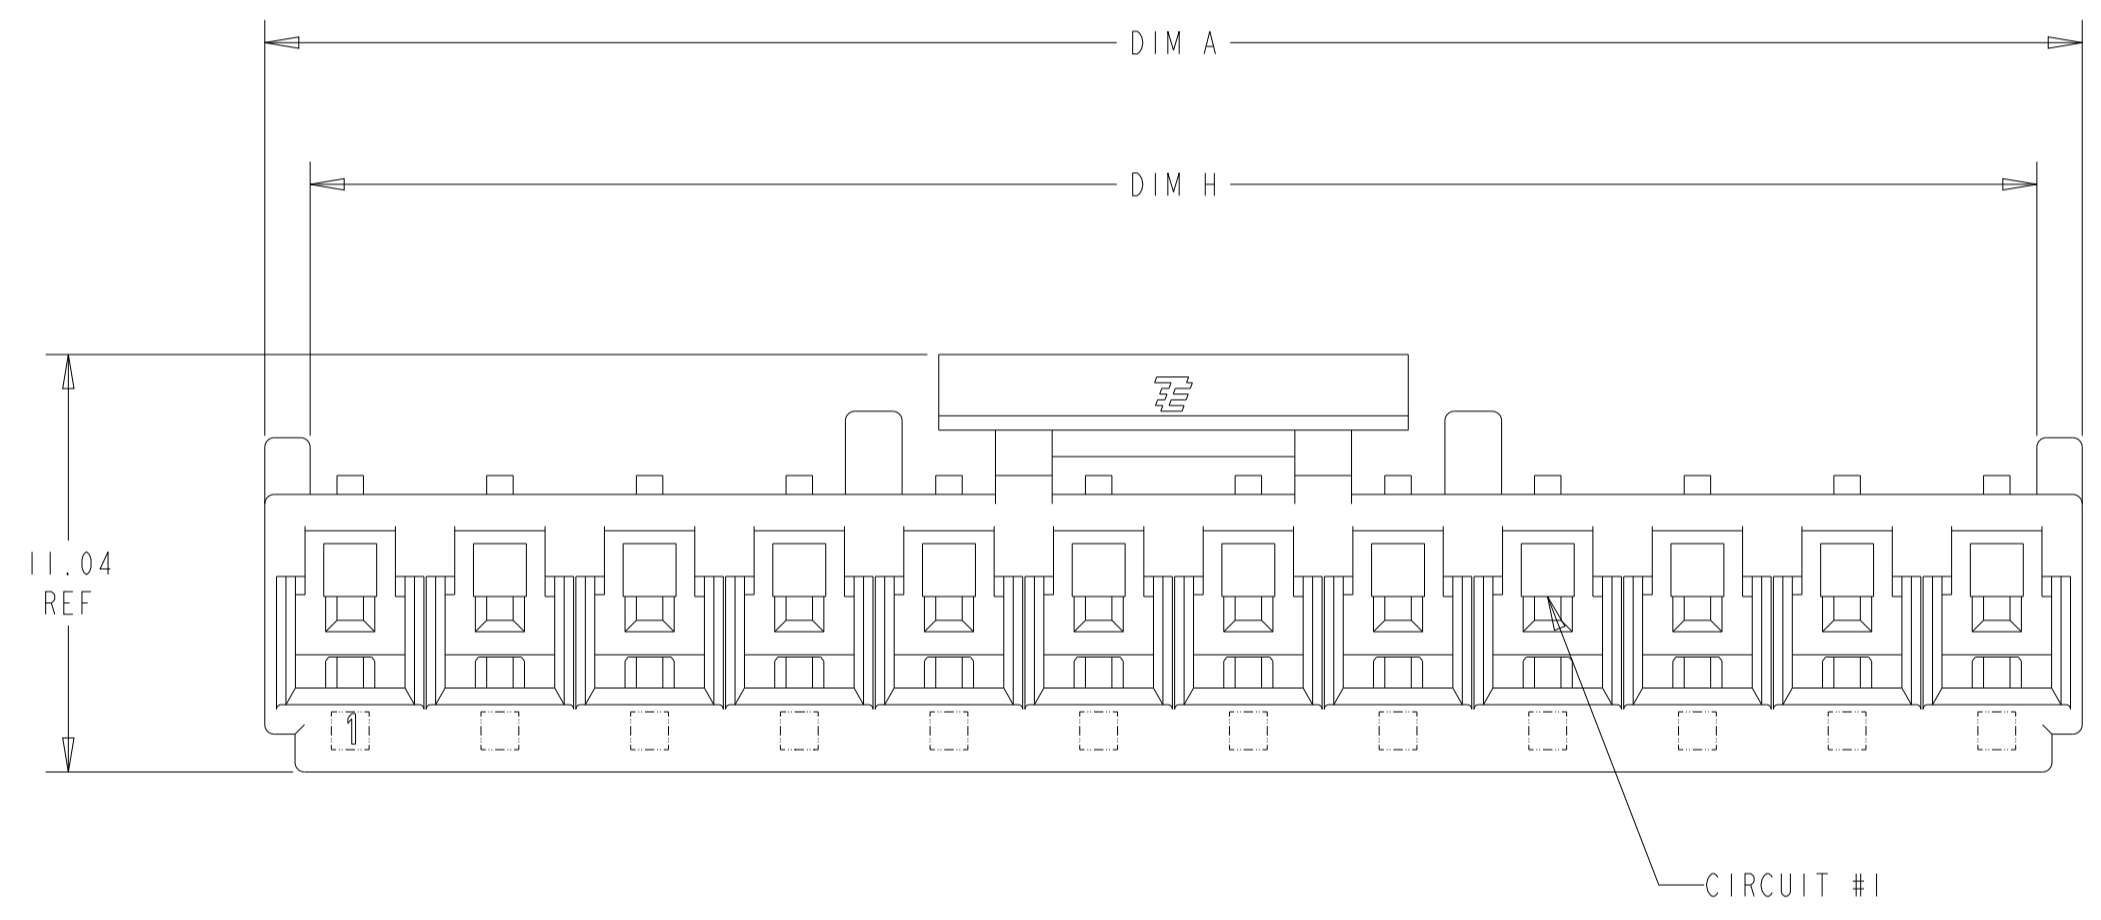 DIM A
DIM H
11.04
REF
1
CIRCUIT #1